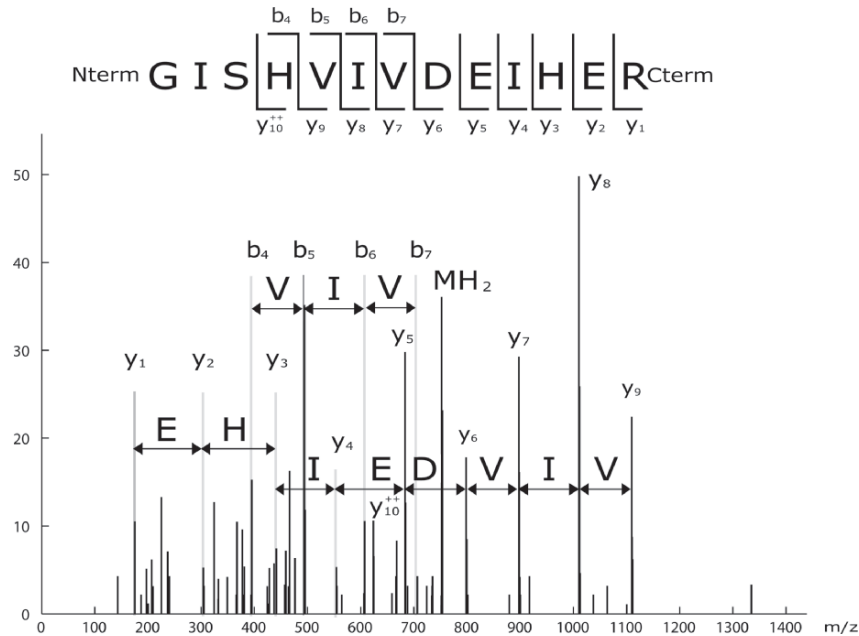 b₄ b₅ b₆ b₇
Nterm G I S H V I V D E I H E R Cterm
y₁₀⁺⁺ y₉ y₈ y₇ y₆ y₅ y₄ y₃ y₂ y₁
50
y₈
40
b₄ b₅ b₆ b₇
MH₂
V I V
30
y₅ y₇
y₁ y₂ y₃
y₉
20
E H
y₄ y₆
I E D V I V
y₁₀⁺⁺
10
0
0 100 200 300 400 500 600 700 800 900 1000 1100 1200 1300 1400 m/z